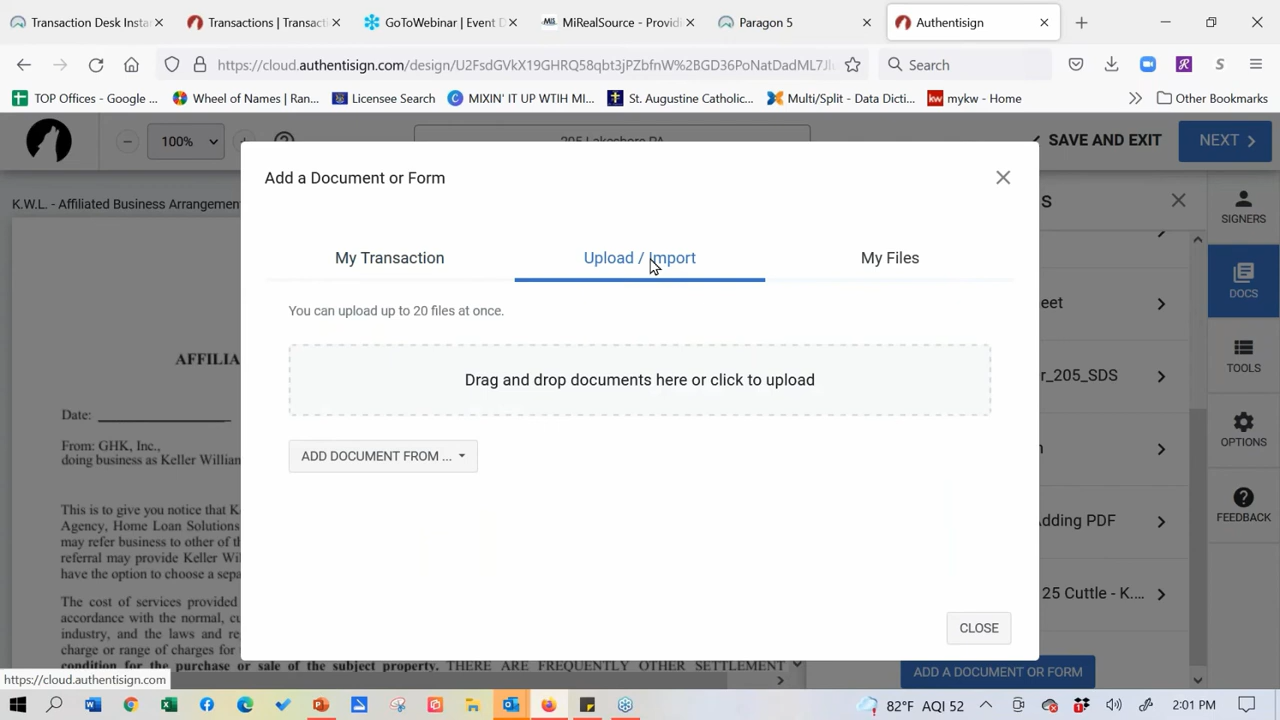 Transaction Desk Insta
Transactions | Transact
GoToWebinar | Event D
MiRealSource - Providi
Paragon 5
Authentisign
https://cloud.authentisign.com/design/
Search
TOP Offices - Google ...
Wheel of Names | Ran...
Licensee Search
MIXIN' IT UP WTIH MI...
St. Augustine Catholic...
Multi/Split - Data Dicti...
mykw - Home
Other Bookmarks
100%
SAVE AND EXIT
NEXT
K.W.L. - Affiliated Business Arrangemen
Add a Document or Form
S
SIGNERS
My Transaction
Upload / Import
My Files
DOCS
You can upload up to 20 files at once.
eet
AFFILIA
TOOLS
Drag and drop documents here or click to upload
r_205_SDS
Date:
From: GHK, Inc.,
doing business as Keller William
ADD DOCUMENT FROM ...
OPTIONS
This is to give you notice that K
Agency, Home Loan Solutions
may refer business to other of th
referral may provide Keller Wil
have the option to choose a sepa
FEEDBACK
Adding PDF
25 Cuttle - K....
The cost of services provided
accordance with the normal, cu
industry, and the laws and re
charge or range of charges for
condition for the purchase or sale of the subject property. THERE ARE FREQUENTLY OTHER SETTLEMENT
CLOSE
ADD A DOCUMENT OR FORM
https://cloud.authentisign.com
82°F AQI 52
2:01 PM